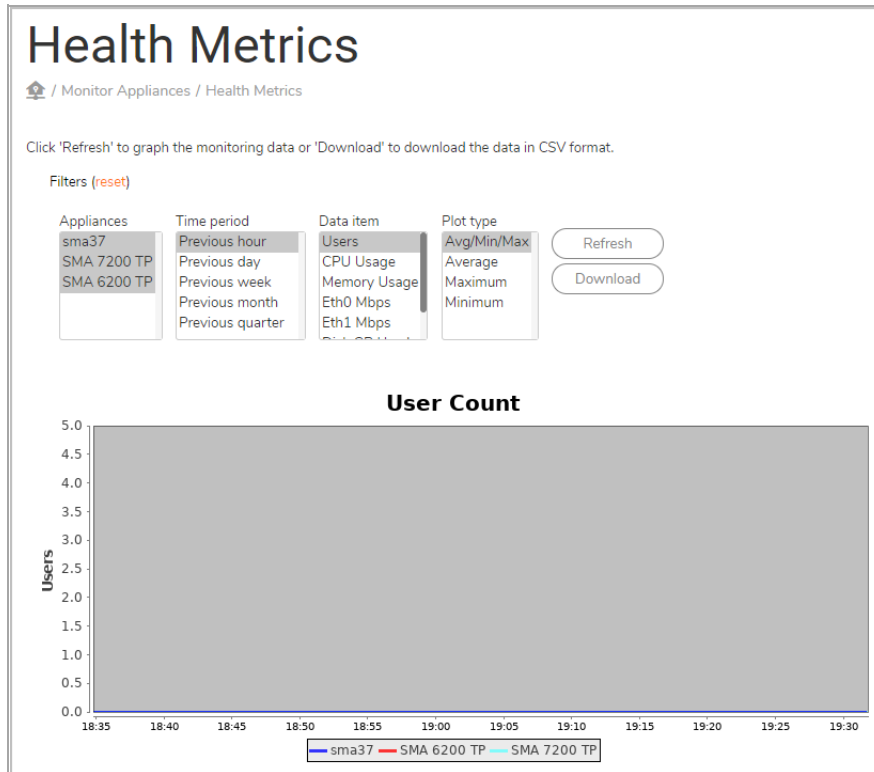 Health Metrics
/ Monitor Appliances / Health Metrics
Click 'Refresh' to graph the monitoring data or 'Download' to download the data in CSV format.
Filters (reset)
Appliances
sma37
SMA 7200 TP
SMA 6200 TP
Time period
Previous hour
Previous day
Previous week
Previous month
Previous quarter
Data item
Users
CPU Usage
Memory Usage
Eth0 Mbps
Eth1 Mbps
Plot type
Avg/Min/Max
Average
Maximum
Minimum
Refresh
Download
User Count
Users
5.0
4.5
4.0
3.5
3.0
2.5
2.0
1.5
1.0
0.5
0.0
18:35 18:40 18:45 18:50 18:55 19:00 19:05 19:10 19:15 19:20 19:25 19:30
sma37 SMA 6200 TP SMA 7200 TP